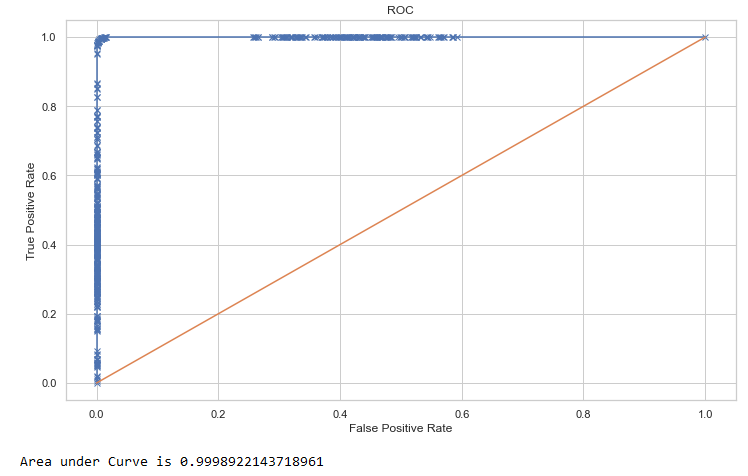 ROC
1.0
0.8
0.6
0.4
0.2
0.0
True Positive Rate
0.0 0.2 0.4 0.6 0.8 1.0
False Positive Rate
Area under Curve is 0.9998922143718961